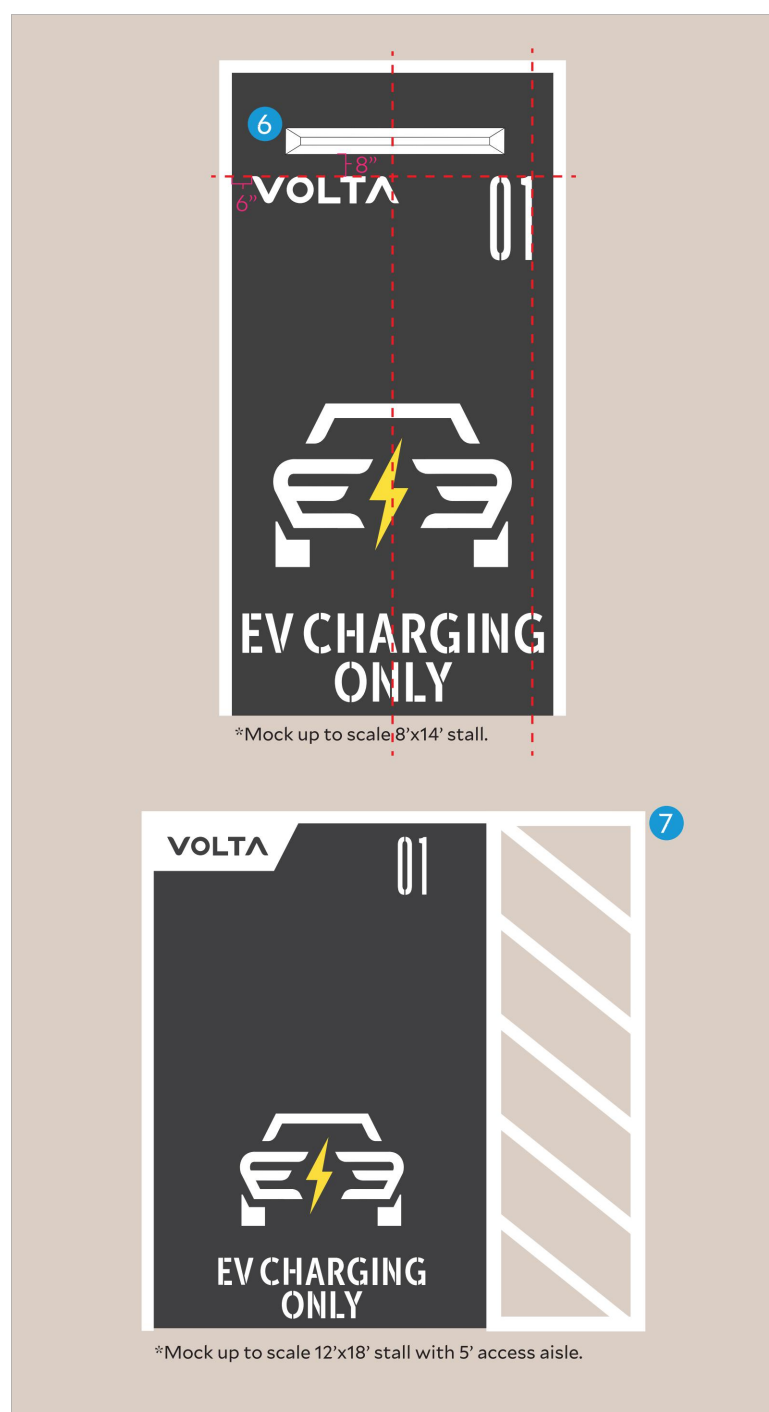 6
8”
6”
VOLTA
01
EV CHARGING
ONLY
*Mock up to scale 8’x14’ stall.
7
VOLTA
01
EV CHARGING
ONLY
*Mock up to scale 12’x18’ stall with 5’ access aisle.